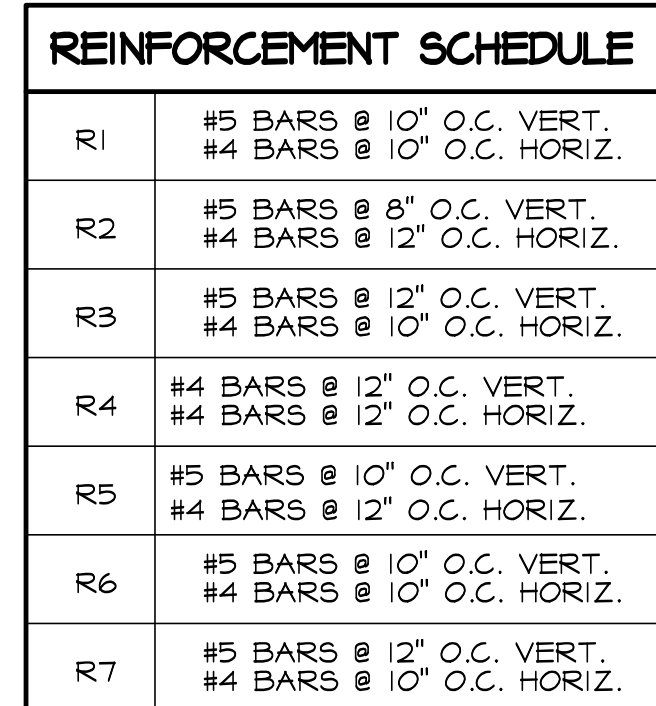 REINFORCEMENT SCHEDULE
R1
#5 BARS @ 10" O.C. VERT.
#4 BARS @ 10" O.C. HORIZ.
R2
#5 BARS @ 8" O.C. VERT.
#4 BARS @ 12" O.C. HORIZ.
R3
#5 BARS @ 12" O.C. VERT.
#4 BARS @ 10" O.C. HORIZ.
R4
#4 BARS @ 12" O.C. VERT.
#4 BARS @ 12" O.C. HORIZ.
R5
#5 BARS @ 10" O.C. VERT.
#4 BARS @ 12" O.C. HORIZ.
R6
#5 BARS @ 10" O.C. VERT.
#4 BARS @ 10" O.C. HORIZ.
R7
#5 BARS @ 12" O.C. VERT.
#4 BARS @ 10" O.C. HORIZ.